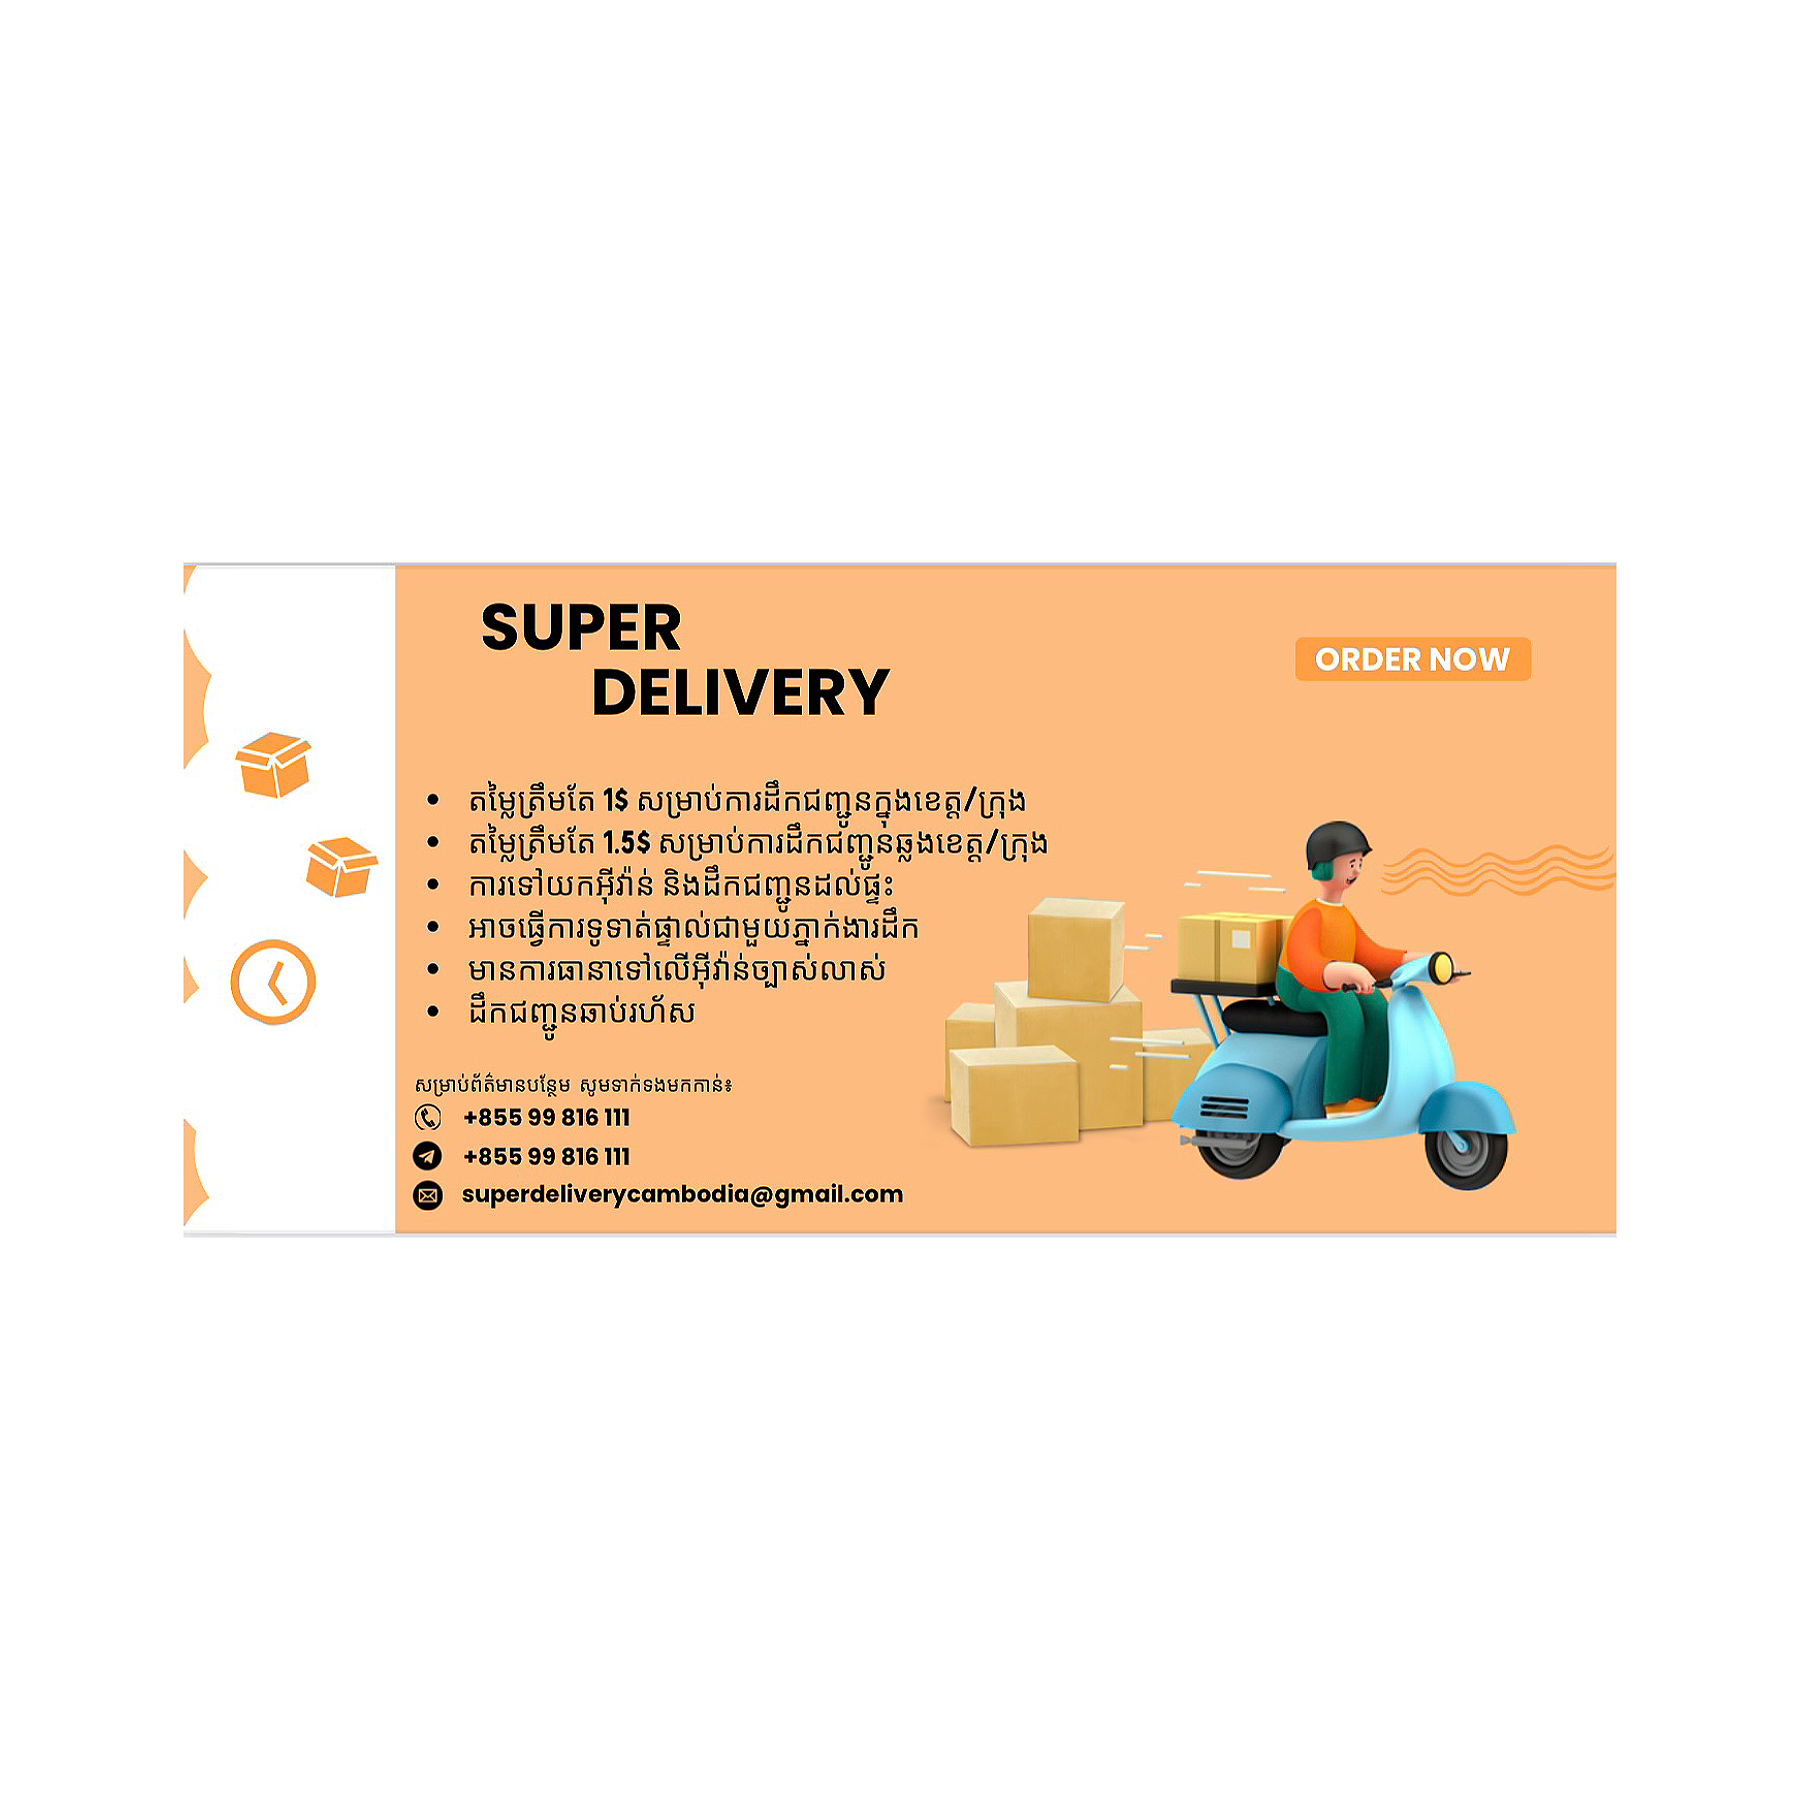 SUPER
DELIVERY
ORDER NOW
• តម្លៃត្រឹមតែ 1$ សម្រាប់ការដឹកជញ្ជូនក្នុងខេត្ត/ក្រុង
• តម្លៃត្រឹមតែ 1.5$ សម្រាប់ការដឹកជញ្ជូនឆ្លងខេត្ត/ក្រុង
• ការទៅយកអ៊ីវ៉ាន់ និងដឹកជញ្ជូនដល់ផ្ទះ
• អាចធ្វើការទូទាត់ផ្ទាល់ជាមួយភ្នាក់ងារដឹក
• មានការធានាទៅលើអ៊ីវ៉ាន់ច្បាស់លាស់
• ដឹកជញ្ជូនឆាប់រហ័ស
សម្រាប់ព័ត៌មានបន្ថែម សូមទាក់ទងមកកាន់៖
+855 99 816 111
+855 99 816 111
superdeliverycambodia@gmail.com